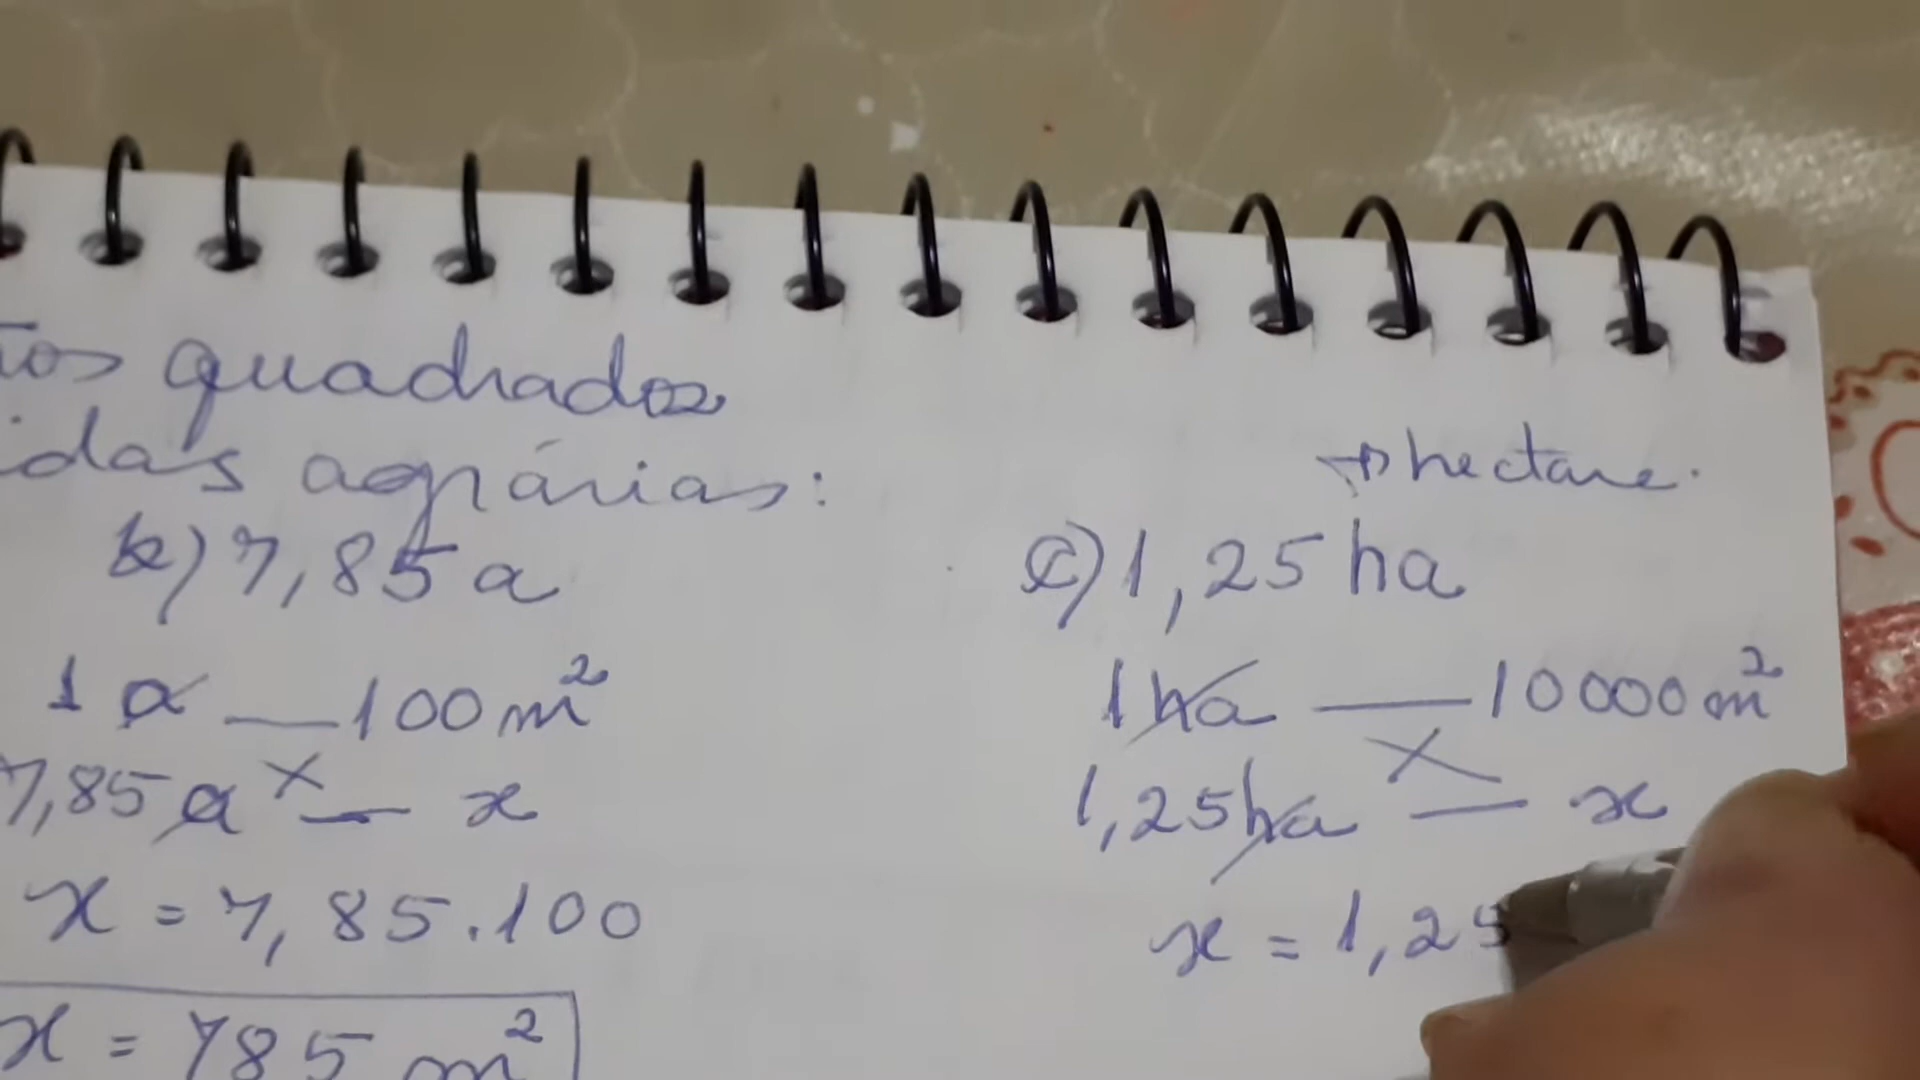 quadrados
agrárias:
→ hectare.
b) 7,85 a
c) 1,25 ha
1 a — 100 m²
1 ha — 10000 m²
7,85 a — x
1,25 ha — x
x = 7,85.100
x = 1,25
x = 785 m²